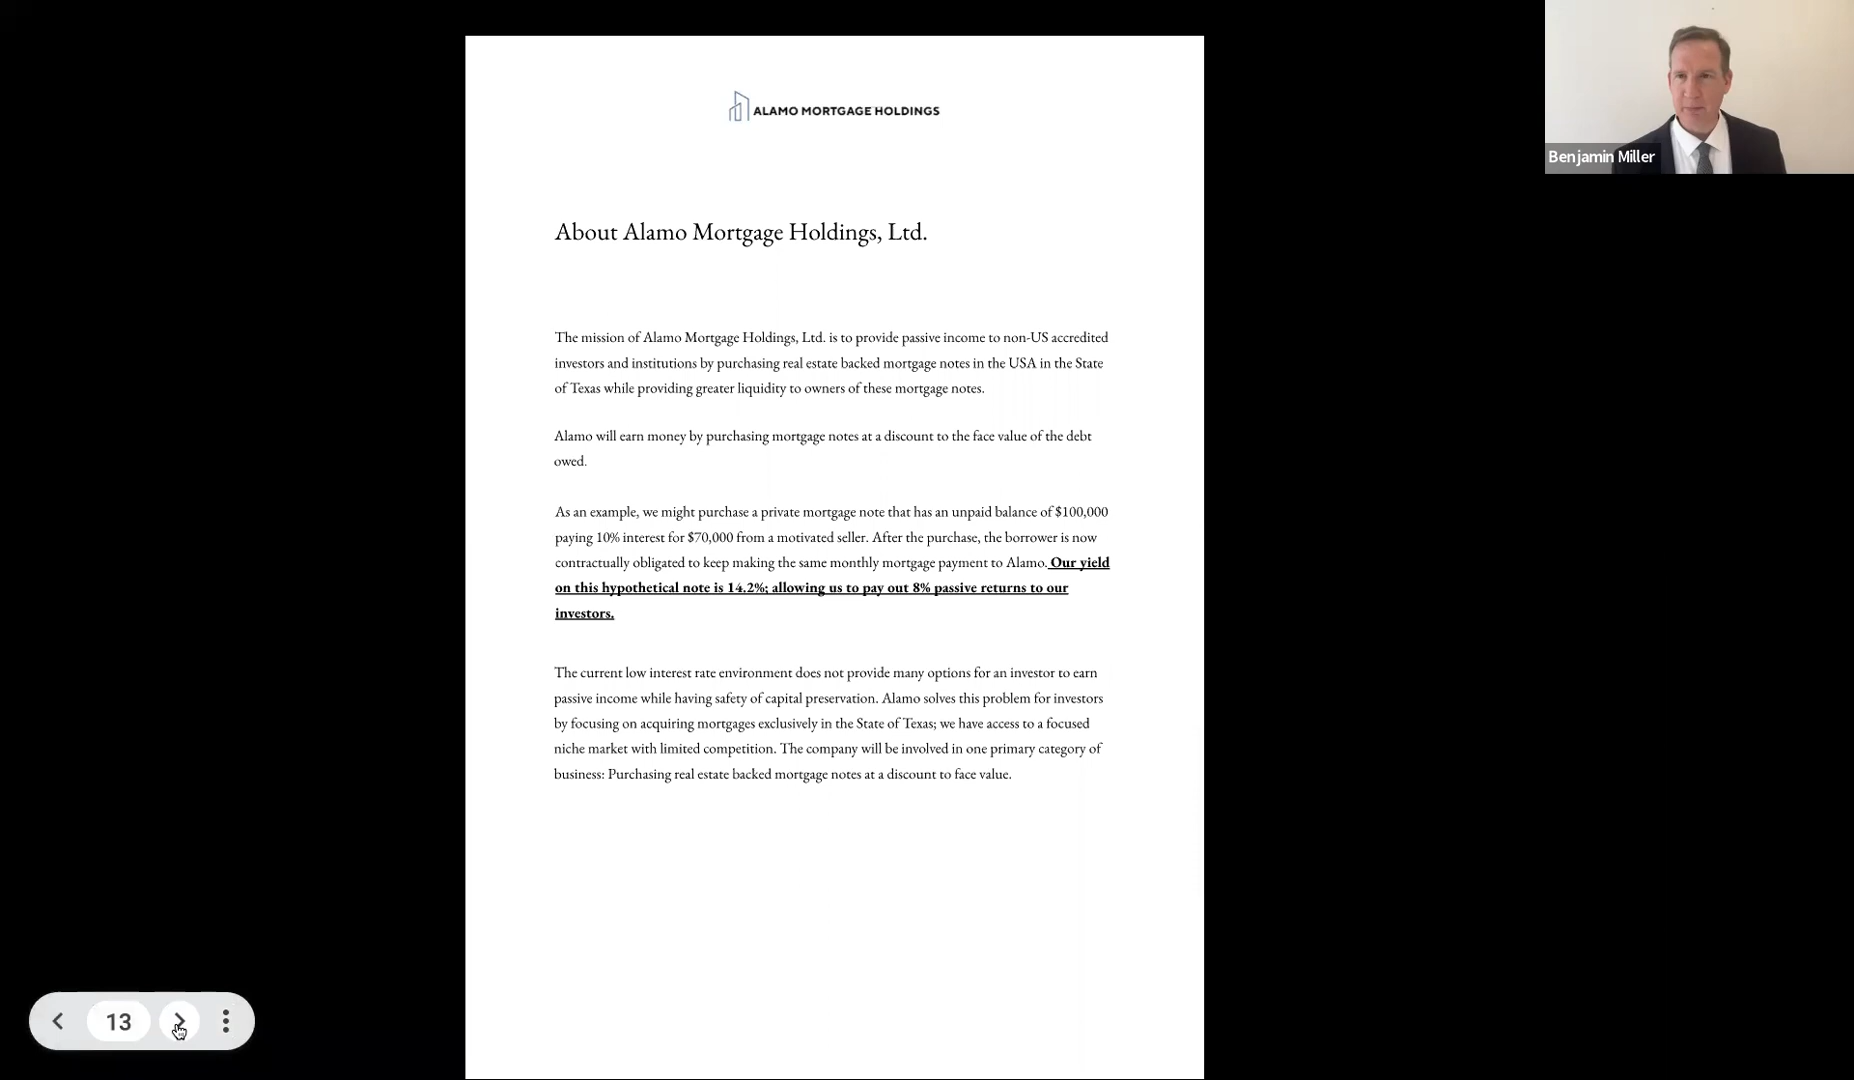 ALAMO MORTGAGE HOLDINGS
Benjamin Miller
About Alamo Mortgage Holdings, Ltd.
The mission of Alamo Mortgage Holdings, Ltd. is to provide passive income to non-US accredited
investors and institutions by purchasing real estate backed mortgage notes in the USA in the State
of Texas while providing greater liquidity to owners of these mortgage notes.
Alamo will earn money by purchasing mortgage notes at a discount to the face value of the debt
owed.
As an example, we might purchase a private mortgage note that has an unpaid balance of $100,000
paying 10% interest for $70,000 from a motivated seller. After the purchase, the borrower is now
contractually obligated to keep making the same monthly mortgage payment to Alamo. Our yield
on this hypothetical note is 14.2%; allowing us to pay out 8% passive returns to our
investors.
The current low interest rate environment does not provide many options for an investor to earn
passive income while having safety of capital preservation. Alamo solves this problem for investors
by focusing on acquiring mortgages exclusively in the State of Texas; we have access to a focused
niche market with limited competition. The company will be involved in one primary category of
business: Purchasing real estate backed mortgage notes at a discount to face value.
13